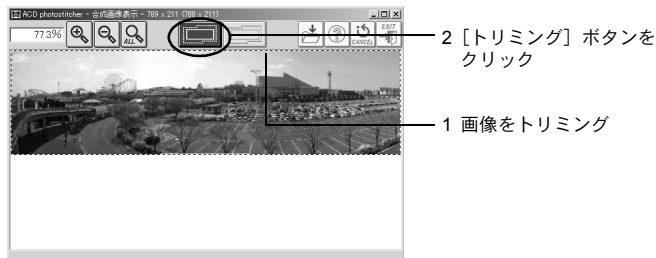 ACD photostitcher - 合成画像表示 - 789 x 211 (788 x 211)
77.3%
ALL
CANCEL
EXIT
2［トリミング］ボタンを
クリック
1 画像をトリミング